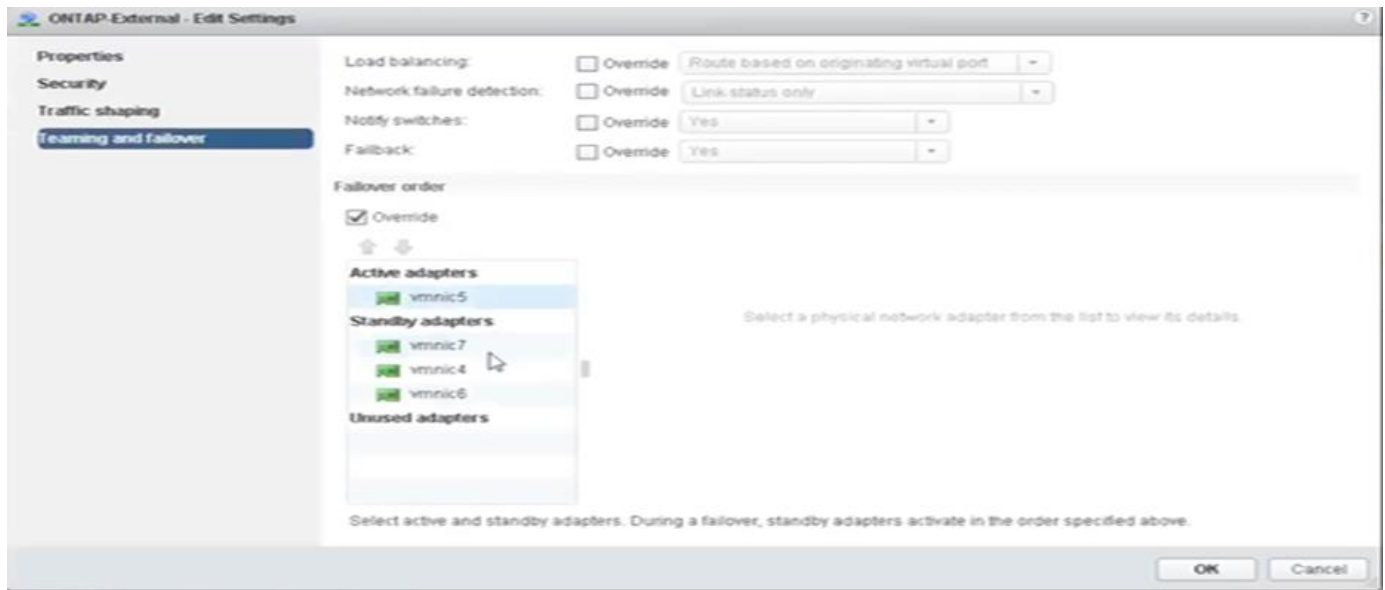 ONTAP-External - Edit Settings
?
Properties
Security
Traffic shaping
Teaming and failover
Load balancing: Override Route based on originating virtual port
Network failure detection: Override Link status only
Notify switches: Override Yes
Failback: Override Yes
Failover order
Override
Active adapters
vmnic5
Standby adapters
vmnic7
vmnic4
vmnic6
Unused adapters
Select a physical network adapter from the list to view its details.
Select active and standby adapters. During a failover, standby adapters activate in the order specified above.
OK Cancel